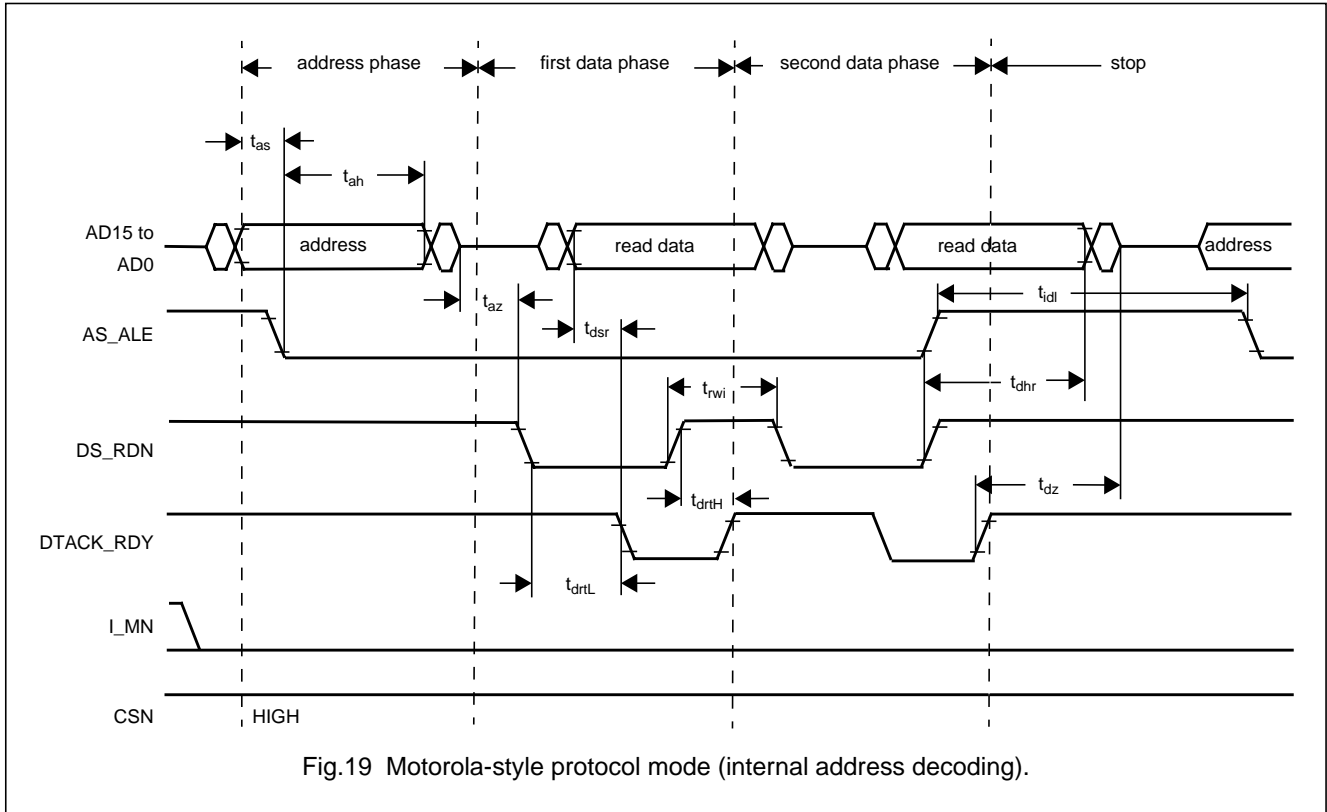 address phase first data phase second data phase stop
tas
tah
AD15 to
AD0
address read data read data address
taz tidl
AS_ALE
tdsr
trwi tdhr
DS_RDN
tdrtH tdz
DTACK_RDY
tdrtL
I_MN
CSN HIGH
Fig.19 Motorola-style protocol mode (internal address decoding).